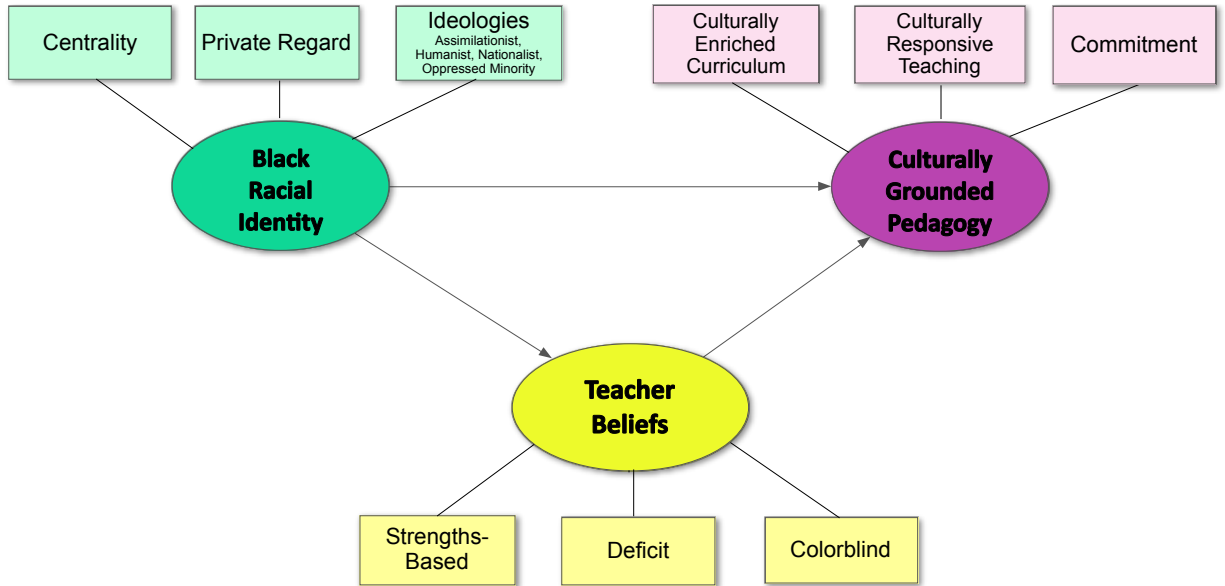 Centrality
Private Regard
Ideologies
Assimilationist,
Humanist, Nationalist,
Oppressed Minority
Culturally
Enriched
Curriculum
Culturally
Responsive
Teaching
Commitment
Black
Racial
Identity
Culturally
Grounded
Pedagogy
Teacher
Beliefs
Strengths-
Based
Deficit
Colorblind